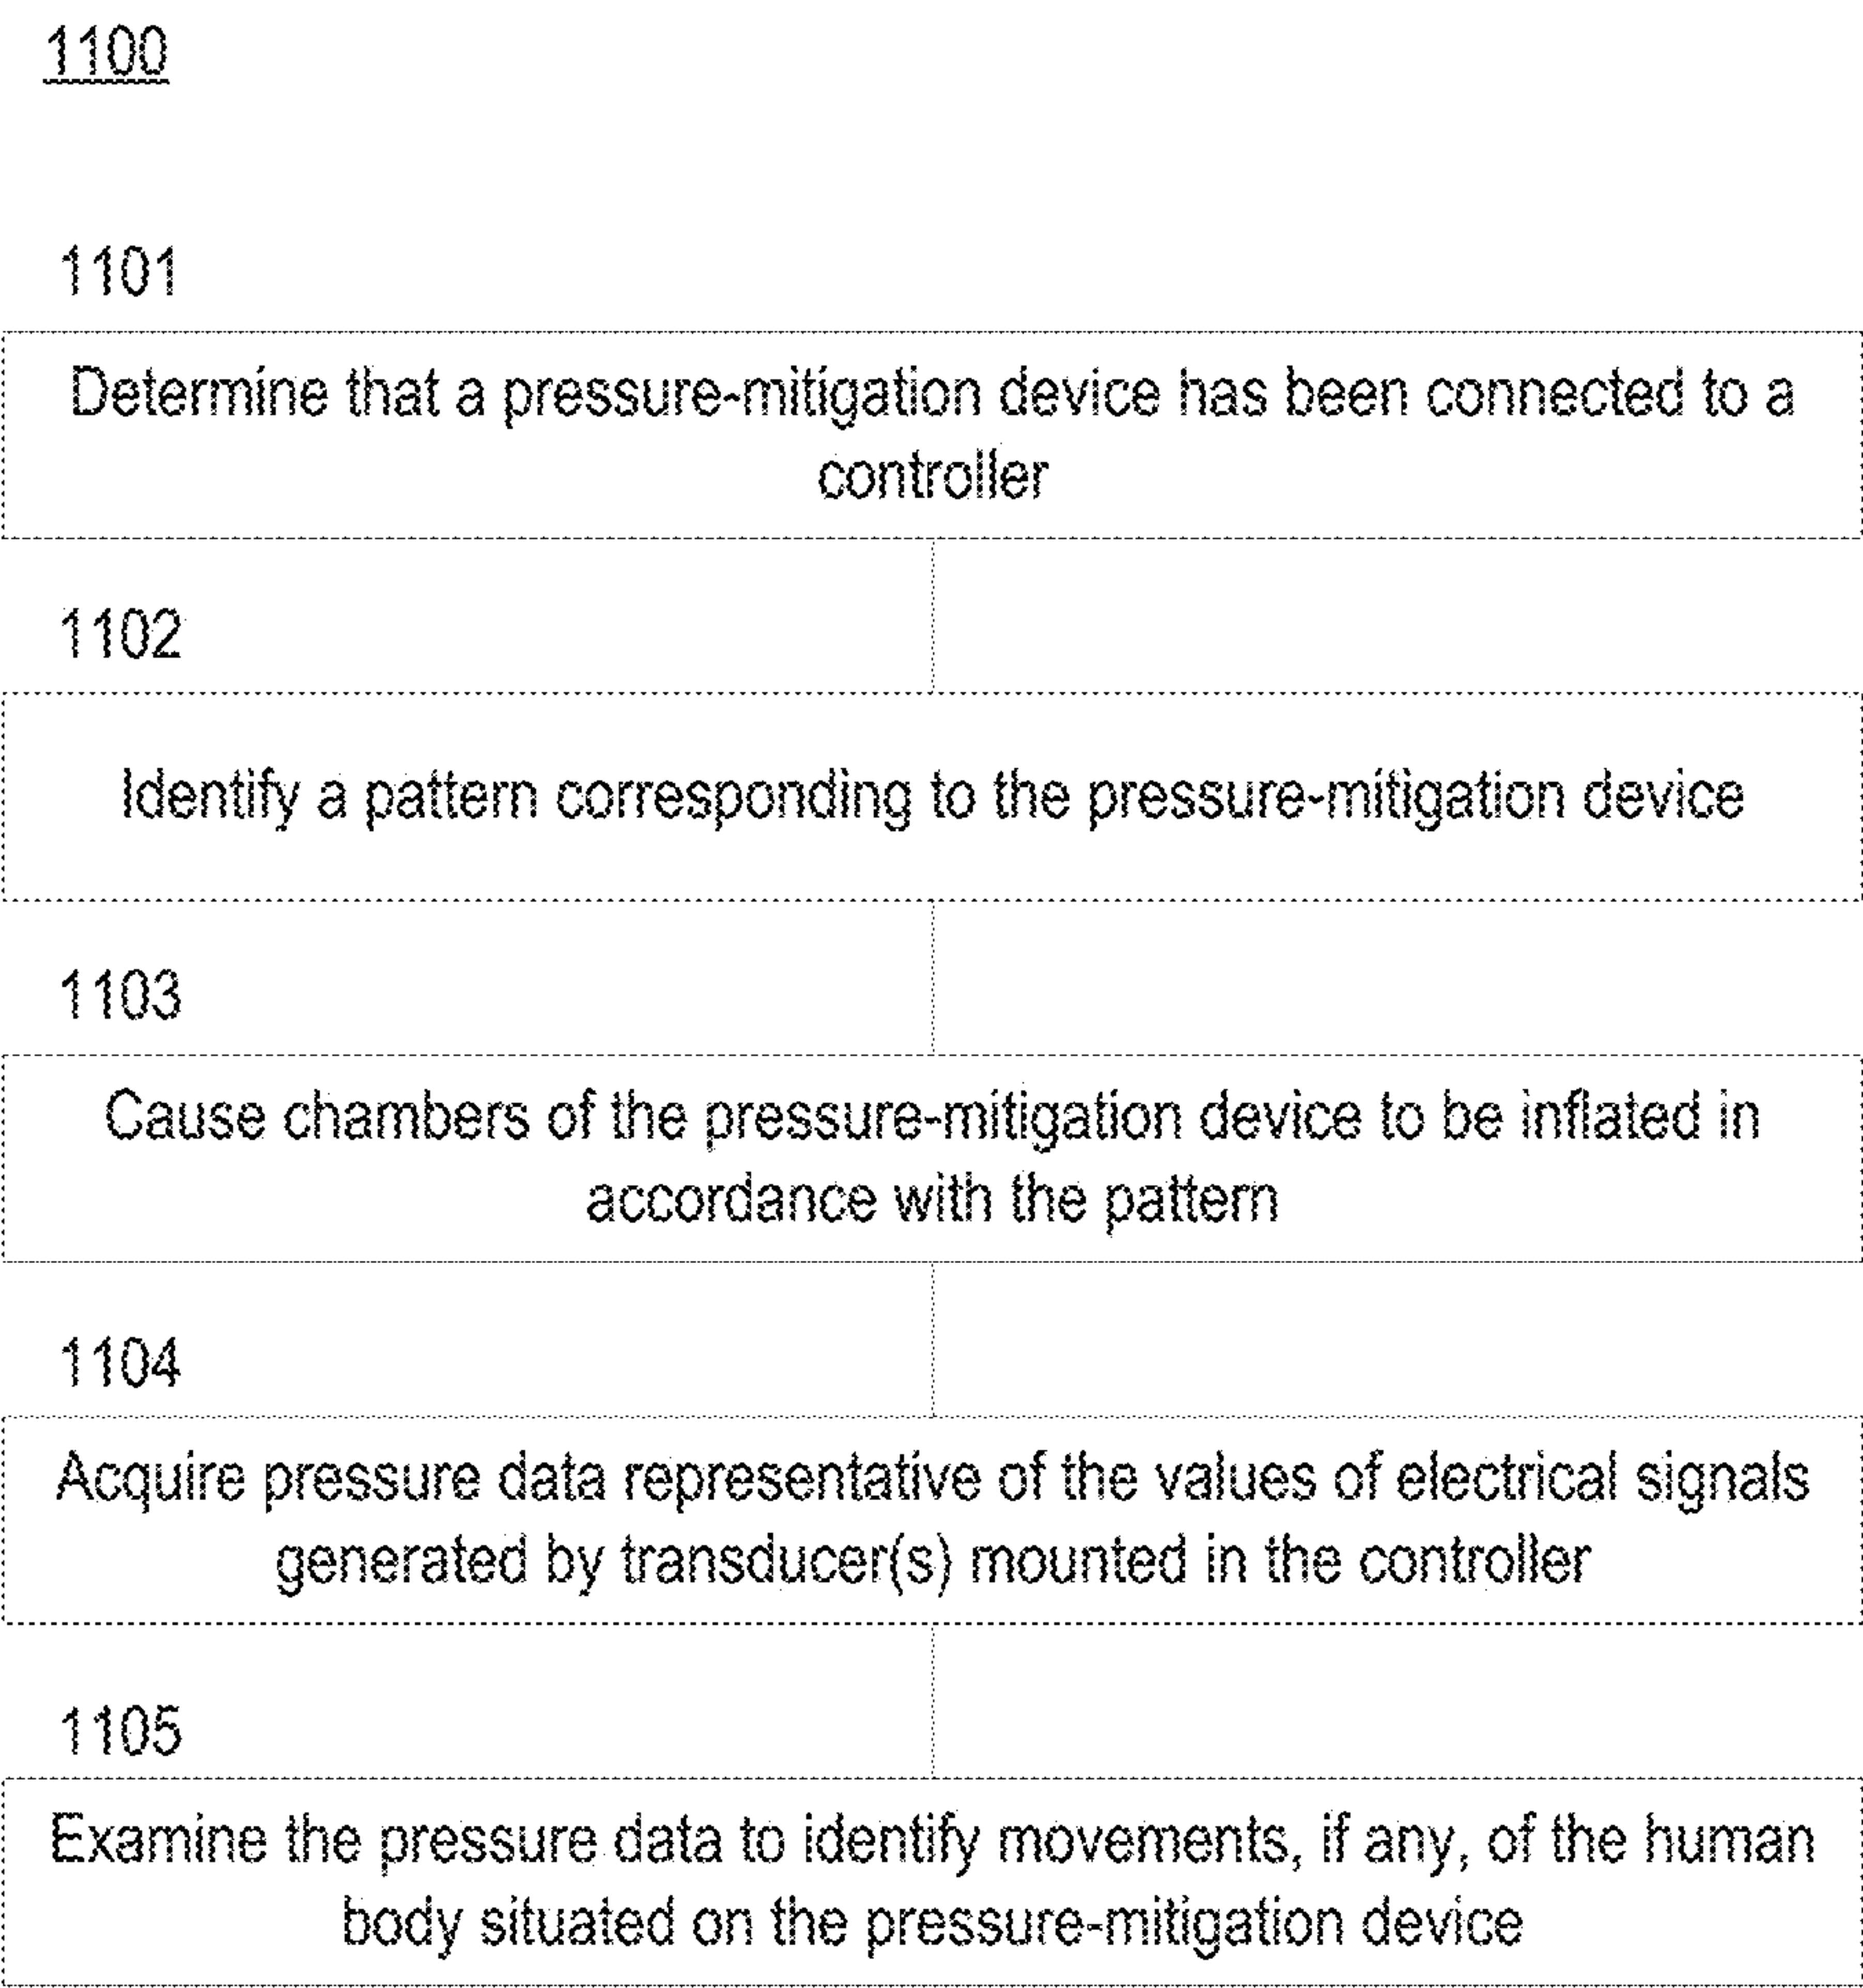 1100
1101
Determine that a pressure-mitigation device has been connected to a
controller
1102
Identify a pattern corresponding to the pressure-mitigation device
1103
Cause chambers of the pressure-mitigation device to be inflated in
accordance with the pattern
1104
Acquire pressure data representative of the values of electrical signals
generated by transducer(s) mounted in the controller
1105
Examine the pressure data to identify movements, if any, of the human
body situated on the pressure-mitigation device